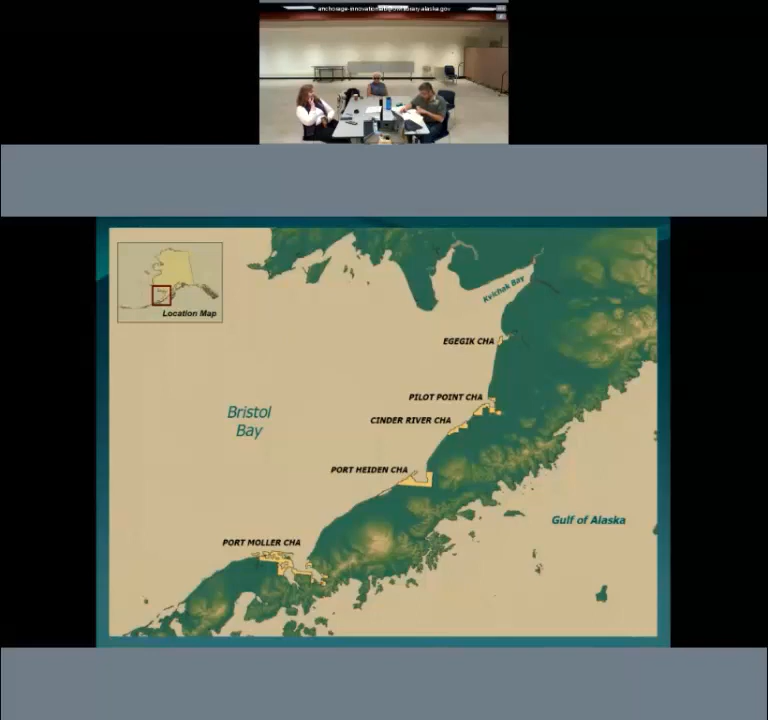 Location Map
Kvichak Bay
EGEGIK CHA
PILOT POINT CHA
CINDER RIVER CHA
Bristol
Bay
PORT HEIDEN CHA
Gulf of Alaska
PORT MOLLER CHA